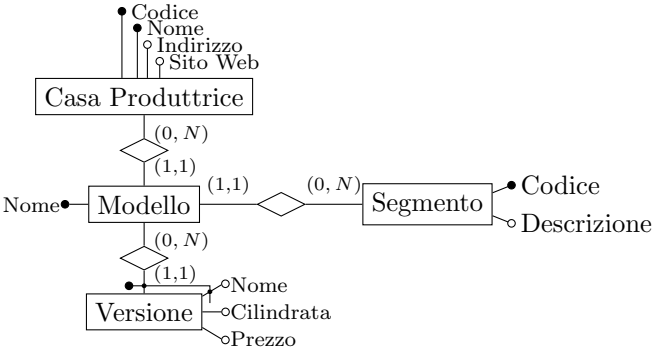 Codice
Nome
Indirizzo
Sito Web
Casa Produttrice
(0, N)
(1,1)
Nome
Modello
(1,1)
(0, N)
Segmento
Codice
Descrizione
(0, N)
(1,1)
Versione
Nome
Cilindrata
Prezzo